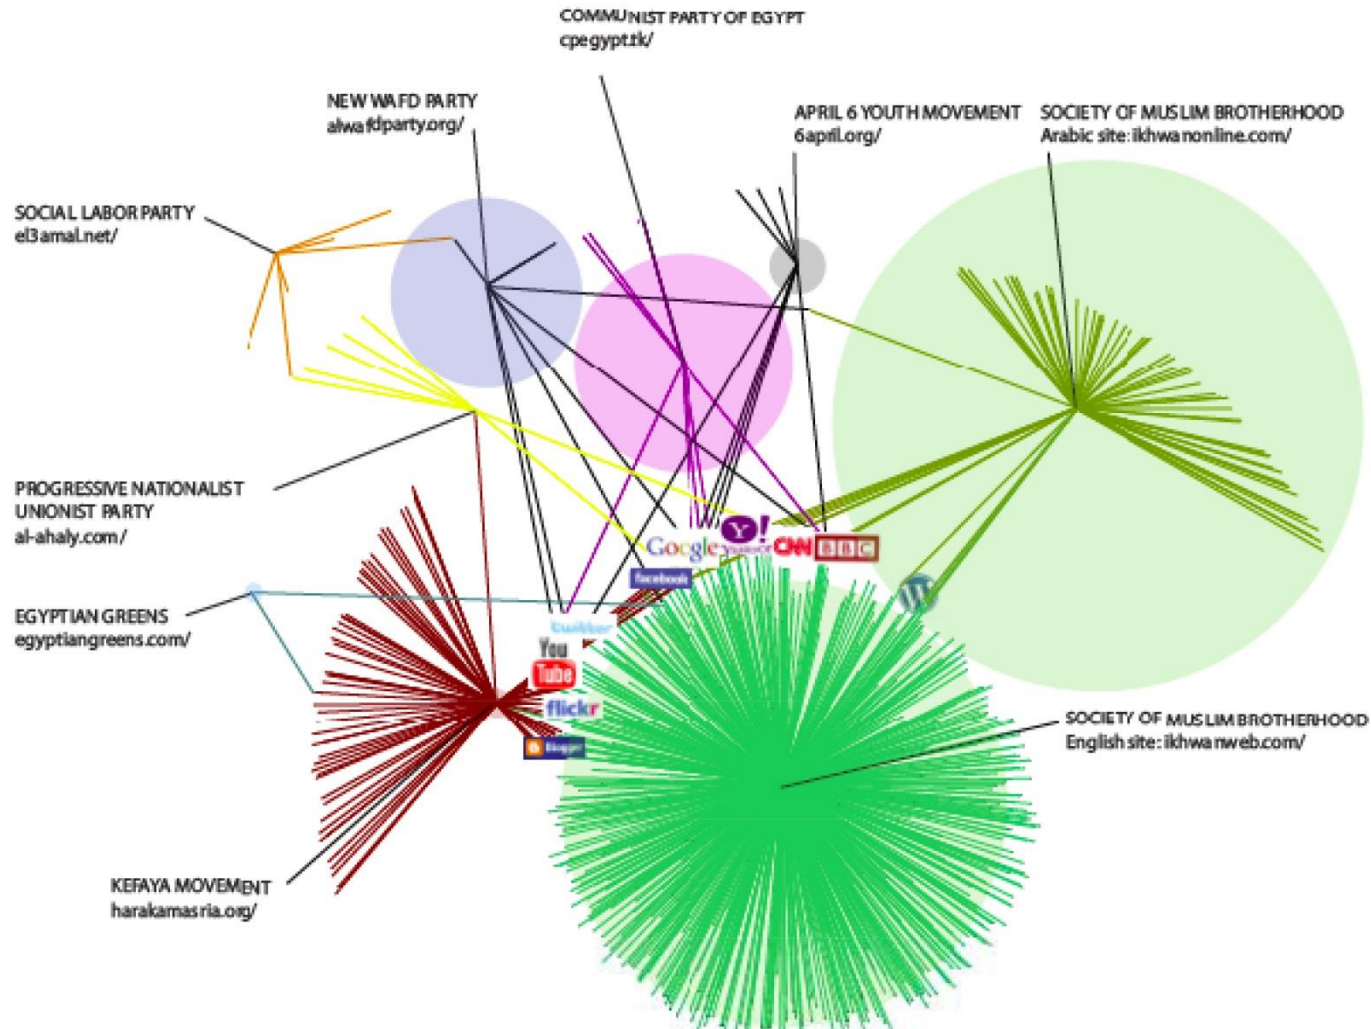 COMMUNIST PARTY OF EGYPT
cpegypt.tk/
NEW WAFD PARTY
alwafdparty.org/
APRIL 6 YOUTH MOVEMENT
6april.org/
SOCIETY OF MUSLIM BROTHERHOOD
Arabic site: ikhwanonline.com/
SOCIAL LABOR PARTY
el3amal.net/
PROGRESSIVE NATIONALIST
UNIONIST PARTY
al-ahaly.com/
Google
Y!
YAHOO!
CNN
BBC
facebook
EGYPTIAN GREENS
egyptiangreens.com/
twitter
You
Tube
flickr
Blogger
SOCIETY OF MUSLIM BROTHERHOOD
English site: ikhwanweb.com/
KEFAYA MOVEMENT
harakamasria.org/